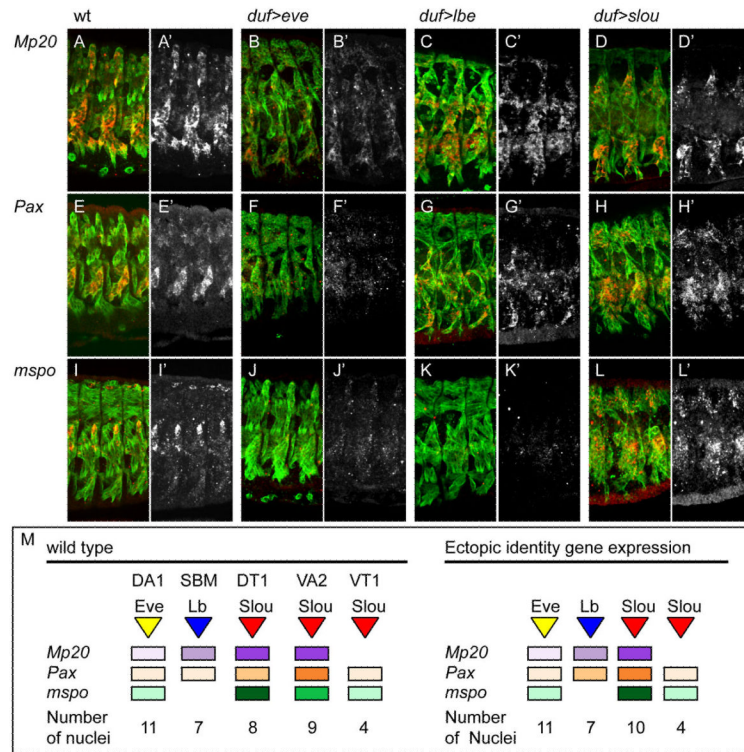 wt duf>eve duf>lbe duf>slou
Mp20 A A' B B' C C' D D'
Pax E E' F F' G G' H H'
mspo I I' J J' K K' L L'
M wild type
DA1 SBM DT1 VA2 VT1
Eve Lb Slou Slou Slou
Mp20
Pax
mspo
Number
of nuclei
11 7 8 9 4
Ectopic identity gene expression
Eve Lb Slou Slou
Mp20
Pax
mspo
Number
of Nuclei
11 7 10 4